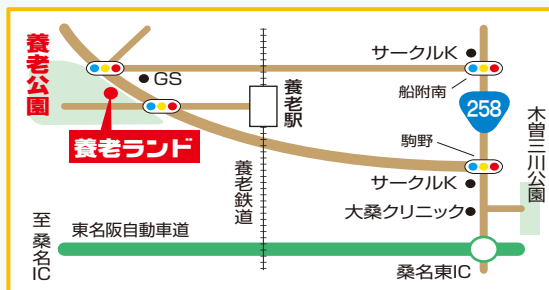 養老公園
GS
養老ランド
養老駅
養老鉄道
サークルK
船附南
258
駒野
サークルK
大桑クリニック
木曽三川公園
至桑名IC
東名阪自動車道
桑名東IC